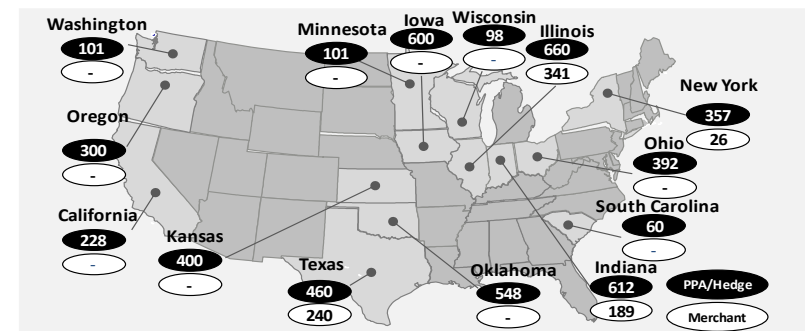 Washington
101
-
Oregon
300
-
California
228
-
Kansas
400
-
Minnesota
101
-
Iowa
600
-
Wisconsin
98
-
Illinois
660
341
New York
357
26
Ohio
392
-
South Carolina
60
-
Texas
460
240
Oklahoma
548
-
Indiana
612
189
PPA/Hedge
Merchant